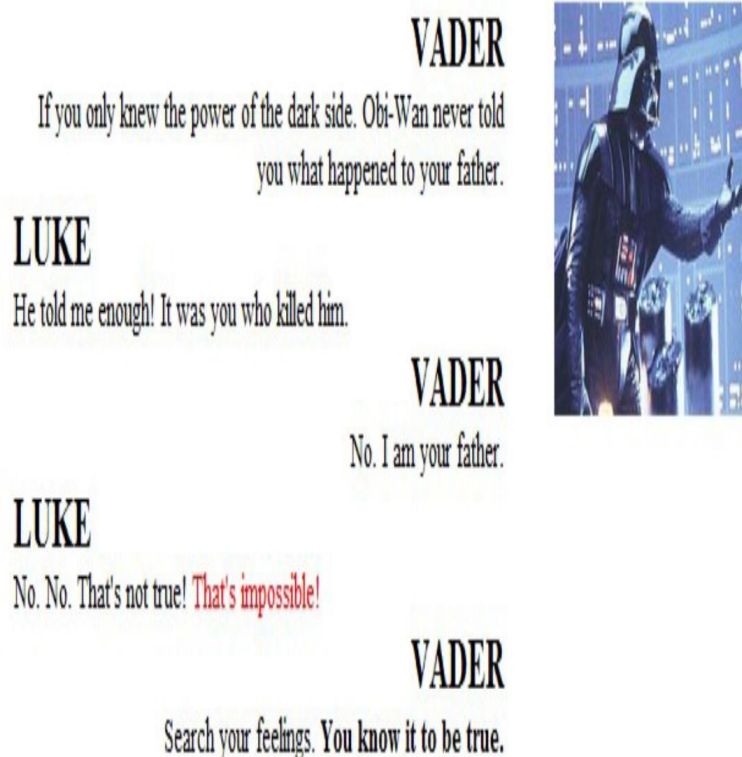 VADER
If you only knew the power of the dark side. Obi-Wan never told
you what happened to your father.
LUKE
He told me enough! It was you who killed him.
VADER
No. I am your father.
LUKE
No. No. That's not true! That's impossible!
VADER
Search your feelings. You know it to be true.